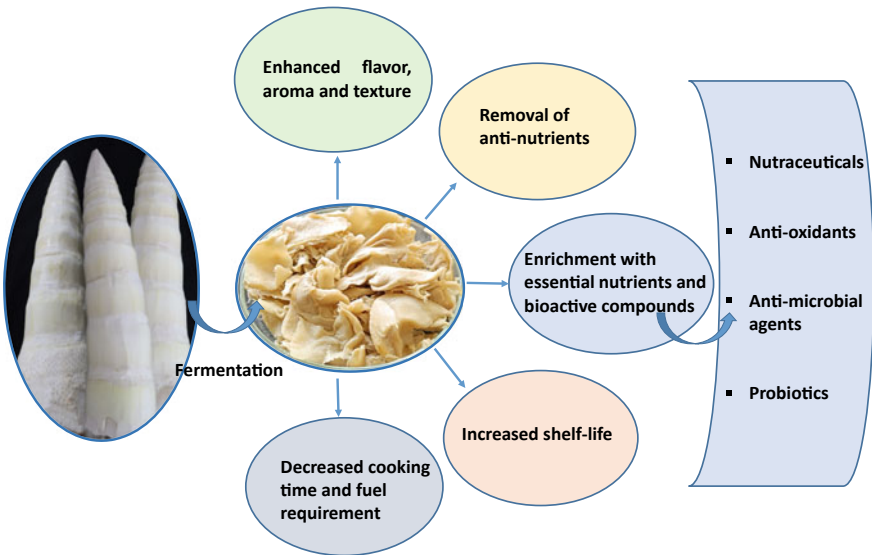 Enhanced flavor,
aroma and texture
Removal of
anti-nutrients
Enrichment with
essential nutrients and
bioactive compounds
Increased shelf-life
Decreased cooking
time and fuel
requirement
Fermentation
▪ Nutraceuticals
▪ Anti-oxidants
▪ Anti-microbial
agents
▪ Probiotics